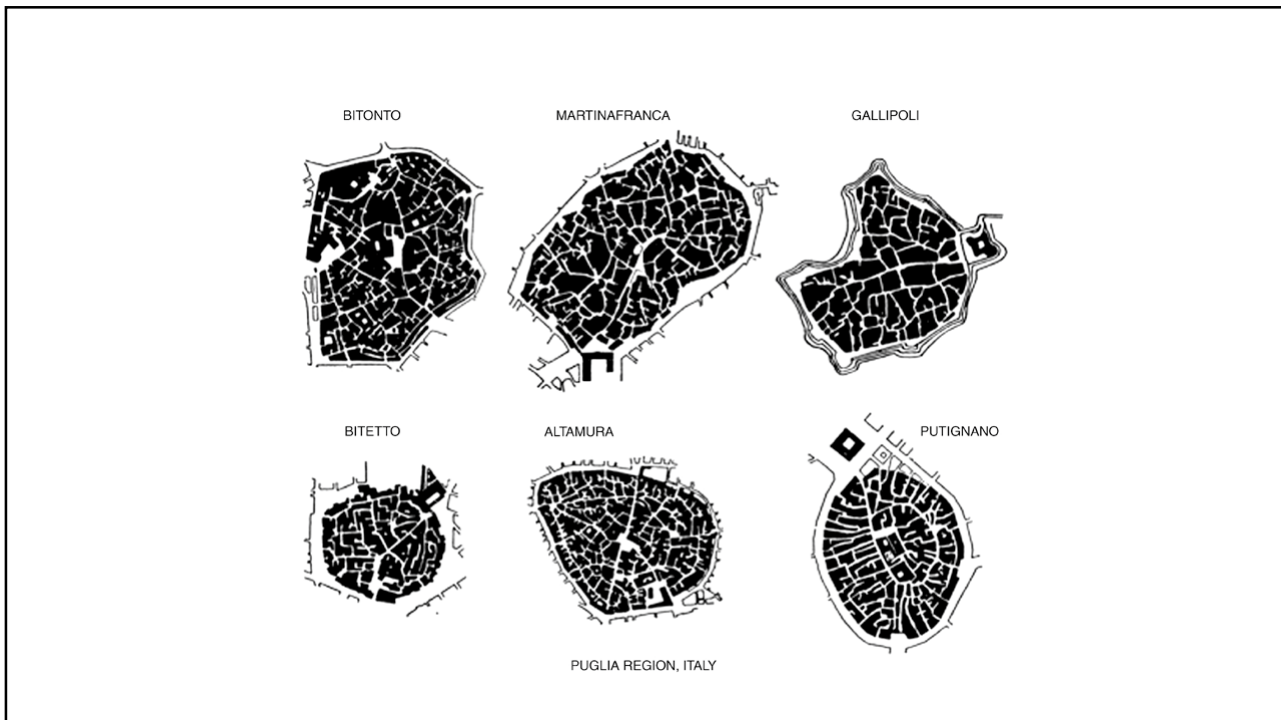 BITONTO
MARTINAFRANCA
GALLIPOLI
BITETTO
ALTAMURA
PUTIGNANO
PUGLIA REGION, ITALY